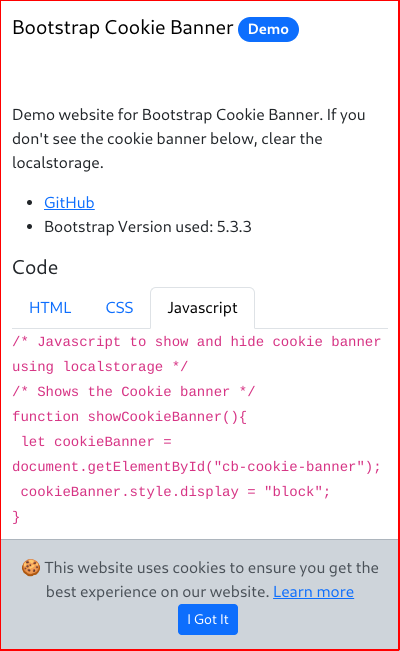 Bootstrap Cookie Banner Demo
Demo website for Bootstrap Cookie Banner. If you
don't see the cookie banner below, clear the
localstorage.
• GitHub
• Bootstrap Version used: 5.3.3
Code
HTML CSS Javascript
/* Javascript to show and hide cookie banner
using localstorage */
/* Shows the Cookie banner */
function showCookieBanner(){
 let cookieBanner =
document.getElementById("cb-cookie-banner");
 cookieBanner.style.display = "block";
}
🍪 This website uses cookies to ensure you get the
best experience on our website. Learn more
I Got It